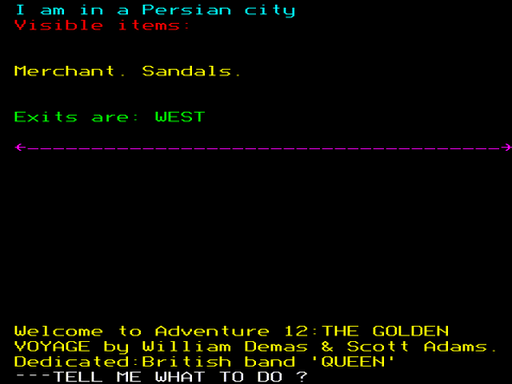 I am in a Persian city
Visible items:
Merchant. Sandals.
Exits are: WEST
Welcome to Adventure 12:THE GOLDEN
VOYAGE by William Demas & Scott Adams.
Dedicated:British band 'QUEEN'
---TELL ME WHAT TO DO ?